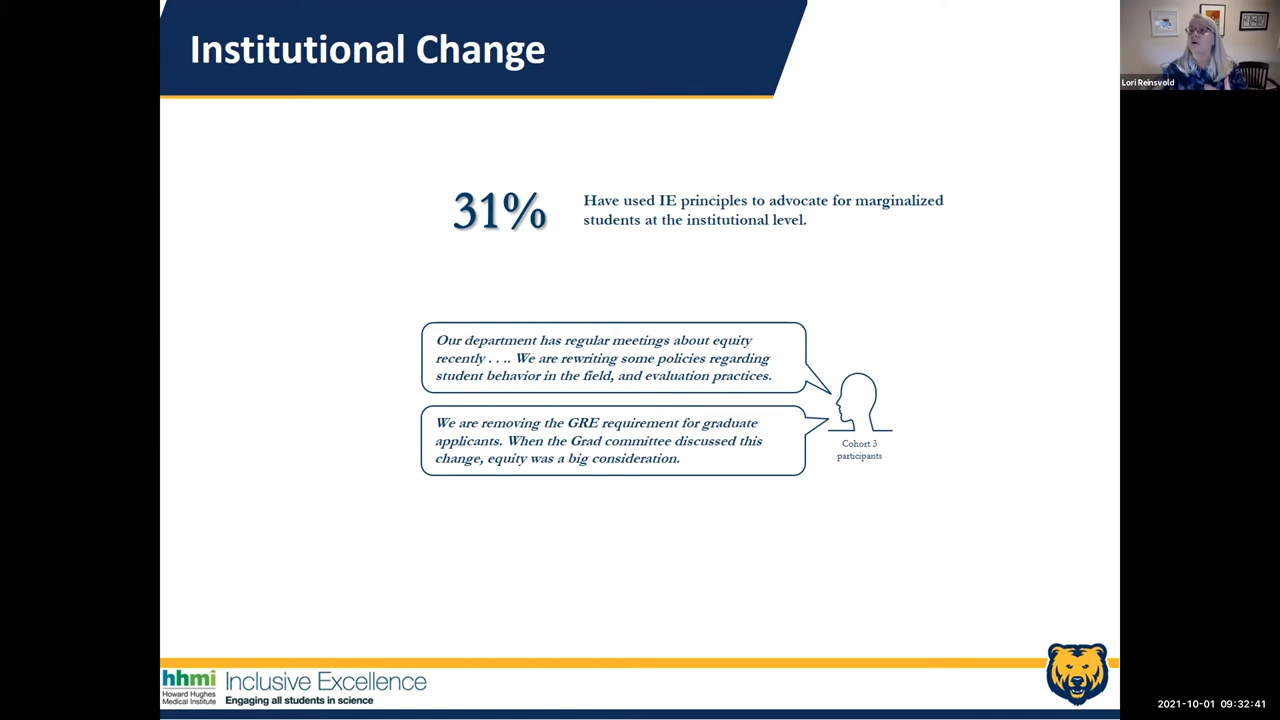 Institutional Change
Lori Reinsvold
31%
Have used IE principles to advocate for marginalized
students at the institutional level.
Our department has regular meetings about equity
recently . . .. We are rewriting some policies regarding
student behavior in the field, and evaluation practices.
We are removing the GRE requirement for graduate
applicants. When the Grad committee discussed this
change, equity was a big consideration.
Cohort 3
participants
hhmi
Howard Hughes
Medical Institute
Inclusive Excellence
Engaging all students in science
2021-10-01 09:32:41